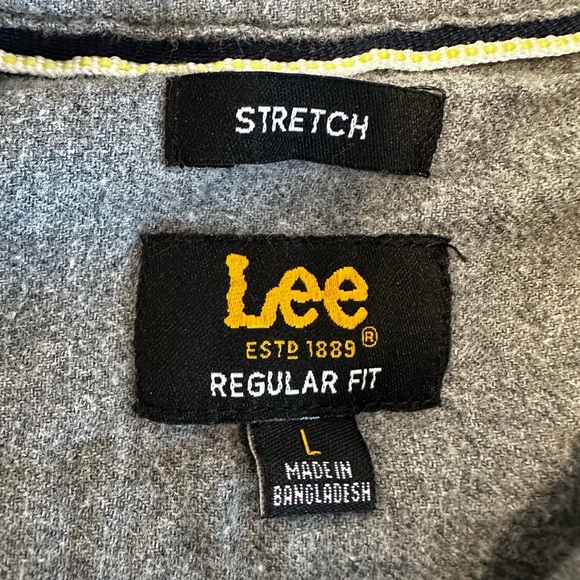 STRETCH
Lee®
ESTD 1889
REGULAR FIT
L
MADE IN
BANGLADESH